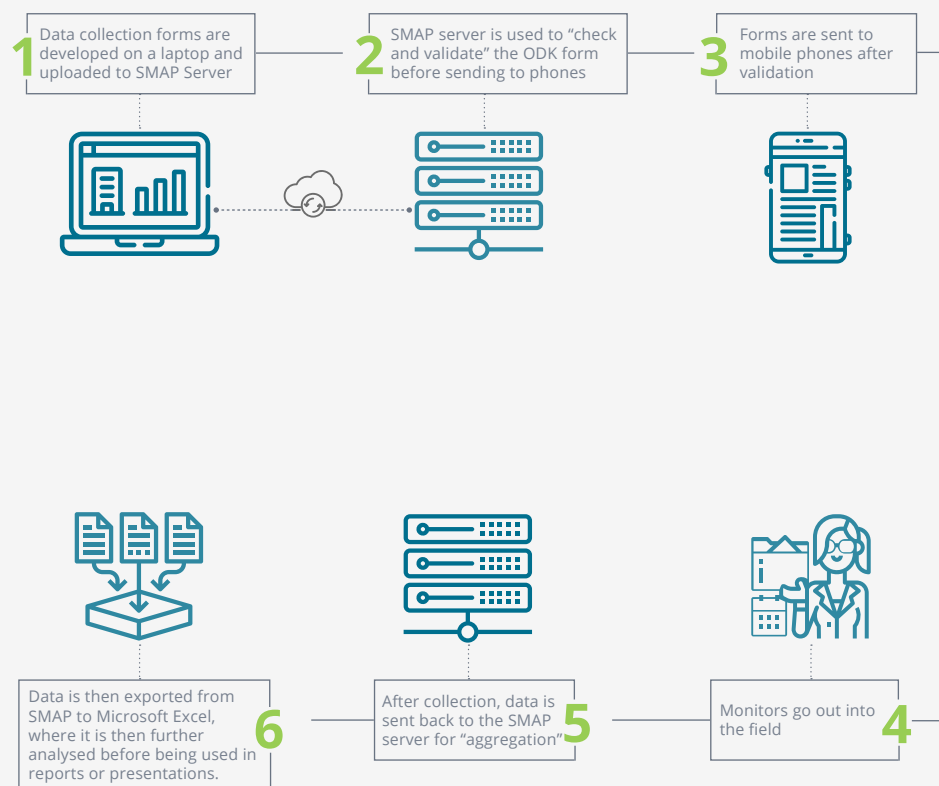 1
Data collection forms are
developed on a laptop and
uploaded to SMAP Server
2
SMAP server is used to “check
and validate” the ODK form
before sending to phones
3
Forms are sent to
mobile phones after
validation
4
Monitors go out into
the field
5
After collection, data is
sent back to the SMAP
server for “aggregation”
6
Data is then exported from
SMAP to Microsoft Excel,
where it is then further
analysed before being used in
reports or presentations.